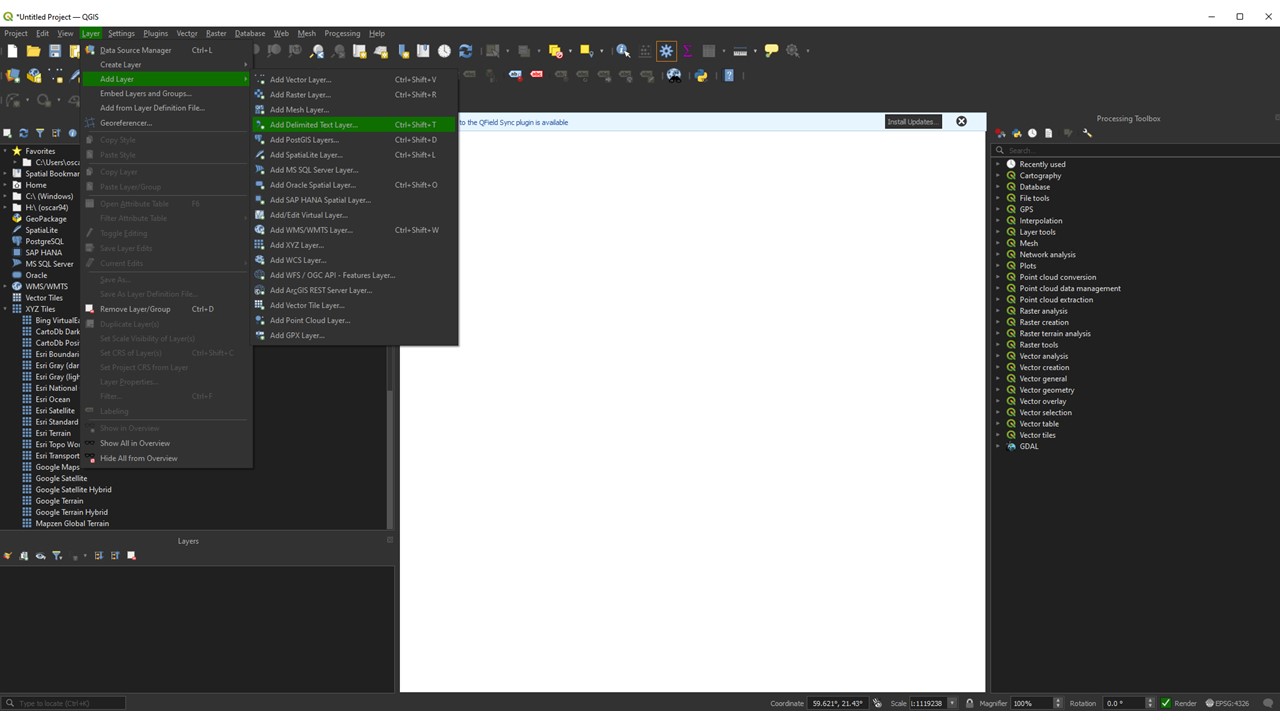 *Untitled Project — QGIS
Project Edit View Layer Settings Plugins Vector Raster Database Web Mesh Processing Help
Data Source Manager Ctrl+L
Create Layer
Add Layer
Embed Layers and Groups...
Add from Layer Definition File...
Georeferencer...
Copy Style
Paste Style
Copy Layer
Paste Layer/Group
Open Attribute Table F6
Filter Attribute Table
Toggle Editing
Save Layer Edits
Current Edits
Save As...
Save As Layer Definition File...
Remove Layer/Group Ctrl+D
Duplicate Layer(s)
Set Scale Visibility of Layer(s)
Set CRS of Layer(s) Ctrl+Shift+C
Set Project CRS from Layer
Layer Properties...
Filter... Ctrl+F
Labeling
Show in Overview
Show All in Overview
Hide All from Overview
Add Vector Layer... Ctrl+Shift+V
Add Raster Layer... Ctrl+Shift+R
Add Mesh Layer...
Add Delimited Text Layer... Ctrl+Shift+T
Add PostGIS Layers... Ctrl+Shift+D
Add SpatiaLite Layer... Ctrl+Shift+L
Add MS SQL Server Layer...
Add Oracle Spatial Layer... Ctrl+Shift+O
Add SAP HANA Spatial Layer...
Add/Edit Virtual Layer...
Add WMS/WMTS Layer... Ctrl+Shift+W
Add XYZ Layer...
Add WCS Layer...
Add WFS / OGC API - Features Layer...
Add ArcGIS REST Server Layer...
Add Vector Tile Layer...
Add Point Cloud Layer...
Add GPX Layer...
to the QField Sync plugin is available
Install Updates...
Favorites
C:\Users\osca
Spatial Bookmar
Home
C:\ (Windows)
H:\ (oscar94)
GeoPackage
SpatiaLite
PostgreSQL
SAP HANA
MS SQL Server
Oracle
WMS/WMTS
Vector Tiles
XYZ Tiles
Bing VirtualEa
CartoDb Dark
CartoDb Posi
Esri Boundari
Esri Gray (dar
Esri Gray (ligh
Esri National
Esri Ocean
Esri Satellite
Esri Standard
Esri Terrain
Esri Topo Wo
Esri Transport
Google Maps
Google Satellite
Google Satellite Hybrid
Google Terrain
Google Terrain Hybrid
Mapzen Global Terrain
Layers
Processing Toolbox
Search...
Recently used
Cartography
Database
File tools
GPS
Interpolation
Layer tools
Mesh
Network analysis
Plots
Point cloud conversion
Point cloud data management
Point cloud extraction
Raster analysis
Raster creation
Raster terrain analysis
Raster tools
Vector analysis
Vector creation
Vector general
Vector geometry
Vector overlay
Vector selection
Vector table
Vector tiles
GDAL
Type to locate (Ctrl+K)
Coordinate 59.621°, 21.43° Scale 1:1119238 Magnifier 100% Rotation 0.0 ° Render EPSG:4326